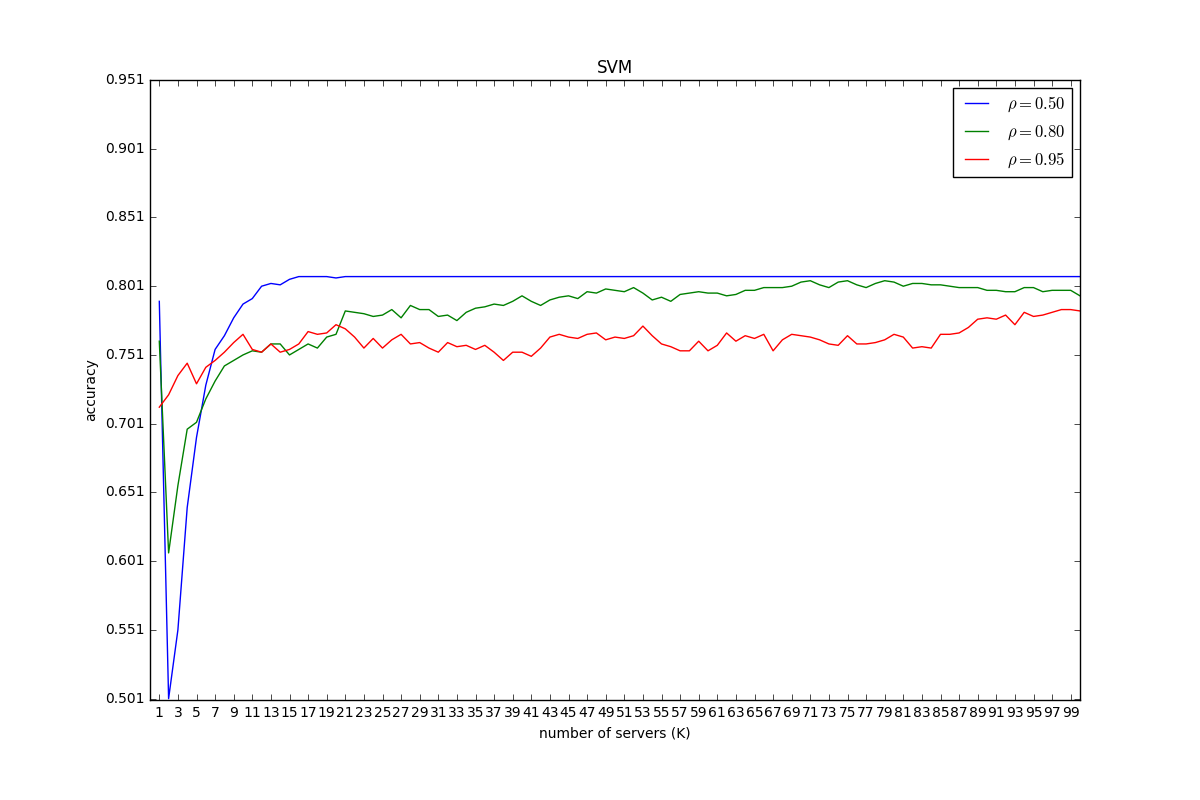 SVM
0.951
0.901
0.851
0.801
0.751
0.701
0.651
0.601
0.551
0.501
accuracy
ρ = 0.50
ρ = 0.80
ρ = 0.95
1 3 5 7 9 11 13 15 17 19 21 23 25 27 29 31 33 35 37 39 41 43 45 47 49 51 53 55 57 59 61 63 65 67 69 71 73 75 77 79 81 83 85 87 89 91 93 95 97 99
number of servers (K)